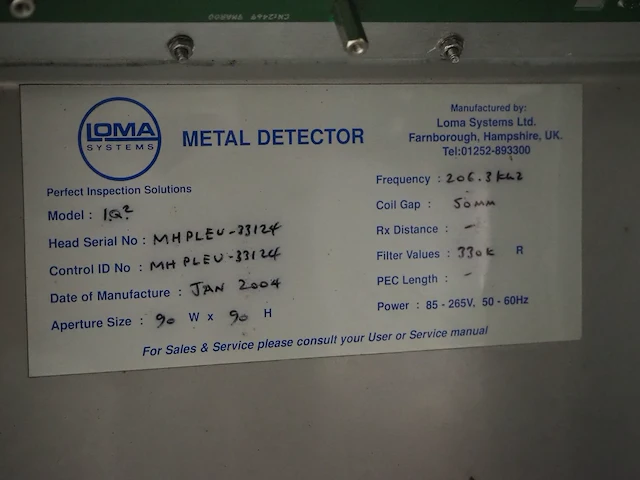 LOMA
SYSTEMS
METAL DETECTOR
Manufactured by:
Loma Systems Ltd.
Farnborough, Hampshire, UK.
Tel:01252-893300
Perfect Inspection Solutions
Model : IQ²
Head Serial No : MHPLEU-33124
Control ID No : MHPLEU-33124
Date of Manufacture : JAN 2004
Aperture Size : 90 W x 90 H
Frequency : 206.3 kHz
Coil Gap : 50mm
Rx Distance : -
Filter Values : 330k R
PEC Length : -
Power : 85 - 265V. 50 - 60Hz
For Sales & Service please consult your User or Service manual